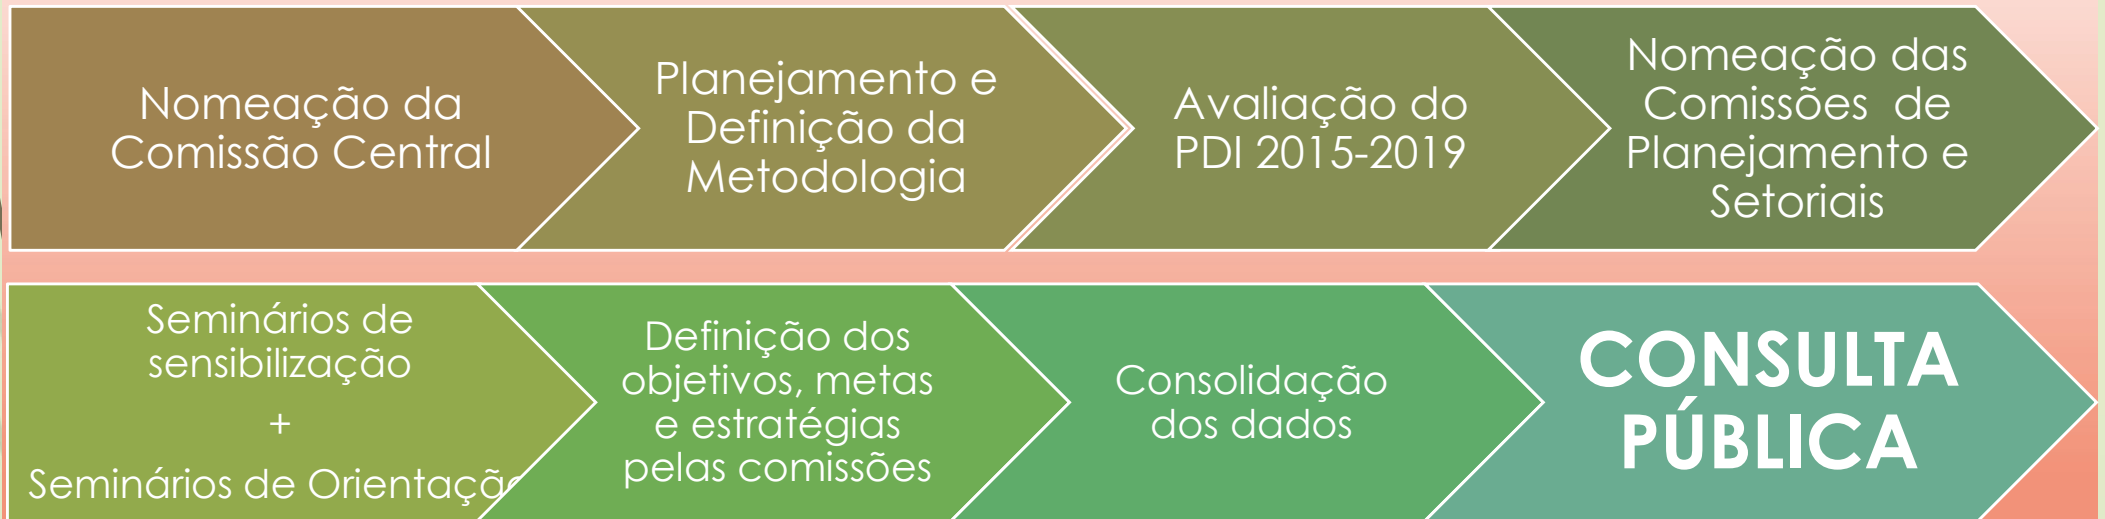 Nomeação da
Comissão Central
Planejamento e
Definição da
Metodologia
Avaliação do
PDI 2015-2019
Nomeação das
Comissões de
Planejamento e
Setoriais
Seminários de
sensibilização
+
Seminários de Orientação
Definição dos
objetivos, metas
e estratégias
pelas comissões
Consolidação
dos dados
CONSULTA
PÚBLICA